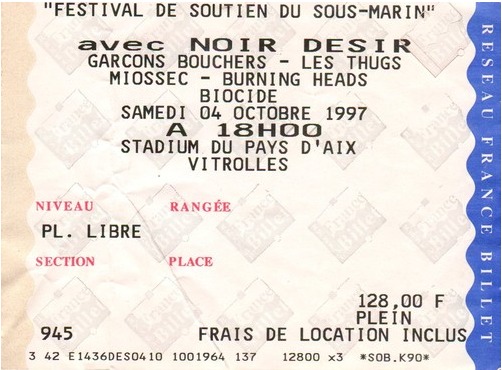 "FESTIVAL DE SOUTIEN DU SOUS-MARIN"
avec NOIR DESIR
GARCONS BOUCHERS - LES THUGS
MIOSSEC - BURNING HEADS
BIOCIDE
SAMEDI 04 OCTOBRE 1997
A 18H00
STADIUM DU PAYS D'AIX
VITROLLES
NIVEAU RANGÉE
PL. LIBRE
SECTION PLACE
128,00 F
PLEIN
945 FRAIS DE LOCATION INCLUS
3 42 E1436DES0410 1001964 137 12800 x3 *SOB.K90*
RESEAU FRANCE BILLET